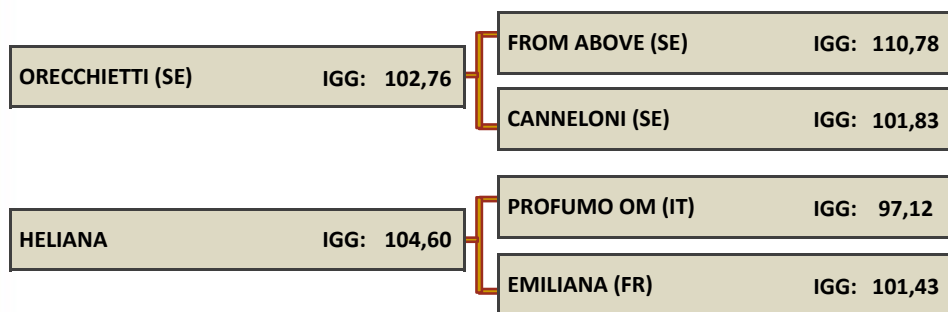 FROM ABOVE (SE) IGG: 110,78
ORECCHIETTI (SE) IGG: 102,76
CANNELONI (SE) IGG: 101,83
PROFUMO OM (IT) IGG: 97,12
HELIANA IGG: 104,60
EMILIANA (FR) IGG: 101,43